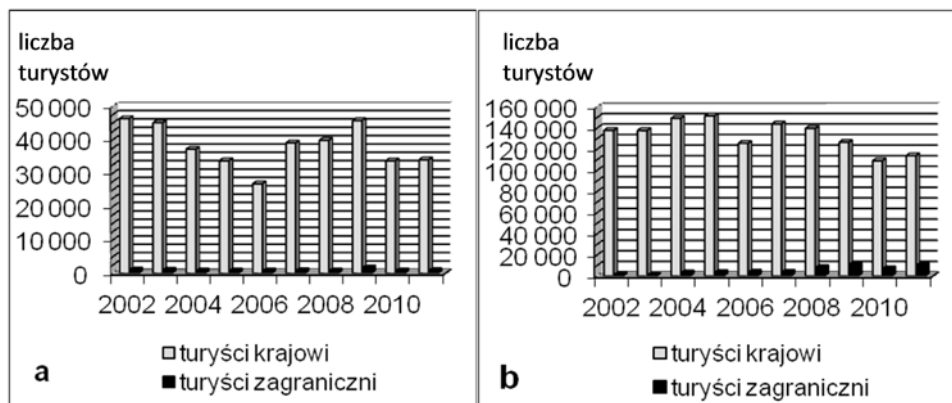 liczba
turystów
50 000
40 000
30 000
20 000
10 000
0
2002 2004 2006 2008 2010
turyści krajowi
turyści zagraniczni
a
liczba
turystów
160 000
140 000
120 000
100 000
80 000
60 000
40 000
20 000
0
2002 2004 2006 2008 2010
turyści krajowi
turyści zagraniczni
b